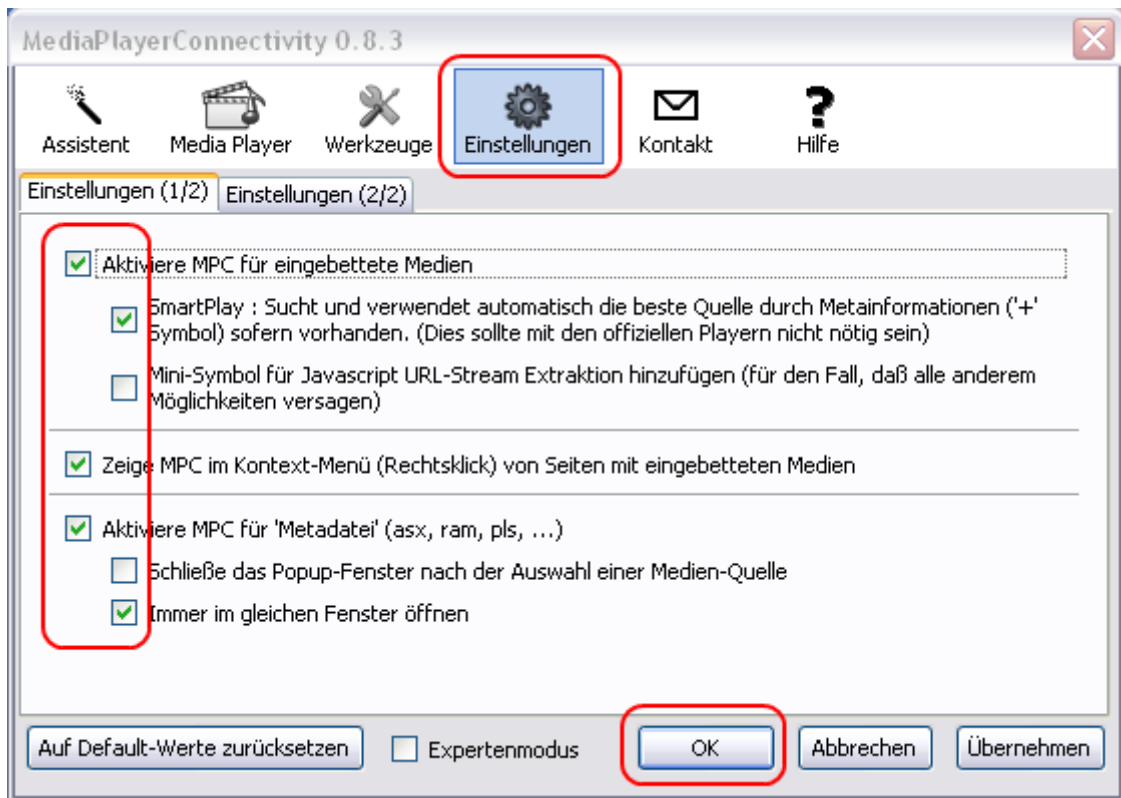 MediaPlayerConnectivity 0.8.3
Assistent Media Player Werkzeuge Einstellungen Kontakt Hilfe
Einstellungen (1/2) Einstellungen (2/2)
Aktiviere MPC für eingebettete Medien
SmartPlay : Sucht und verwendet automatisch die beste Quelle durch Metainformationen ('+'
Symbol) sofern vorhanden. (Dies sollte mit den offiziellen Playern nicht nötig sein)
Mini-Symbol für Javascript URL-Stream Extraktion hinzufügen (für den Fall, daß alle anderem
Möglichkeiten versagen)
Zeige MPC im Kontext-Menü (Rechtsklick) von Seiten mit eingebetteten Medien
Aktiviere MPC für 'Metadatei' (asx, ram, pls, ...)
Schließe das Popup-Fenster nach der Auswahl einer Medien-Quelle
Immer im gleichen Fenster öffnen
Auf Default-Werte zurücksetzen Expertenmodus OK Abbrechen Übernehmen